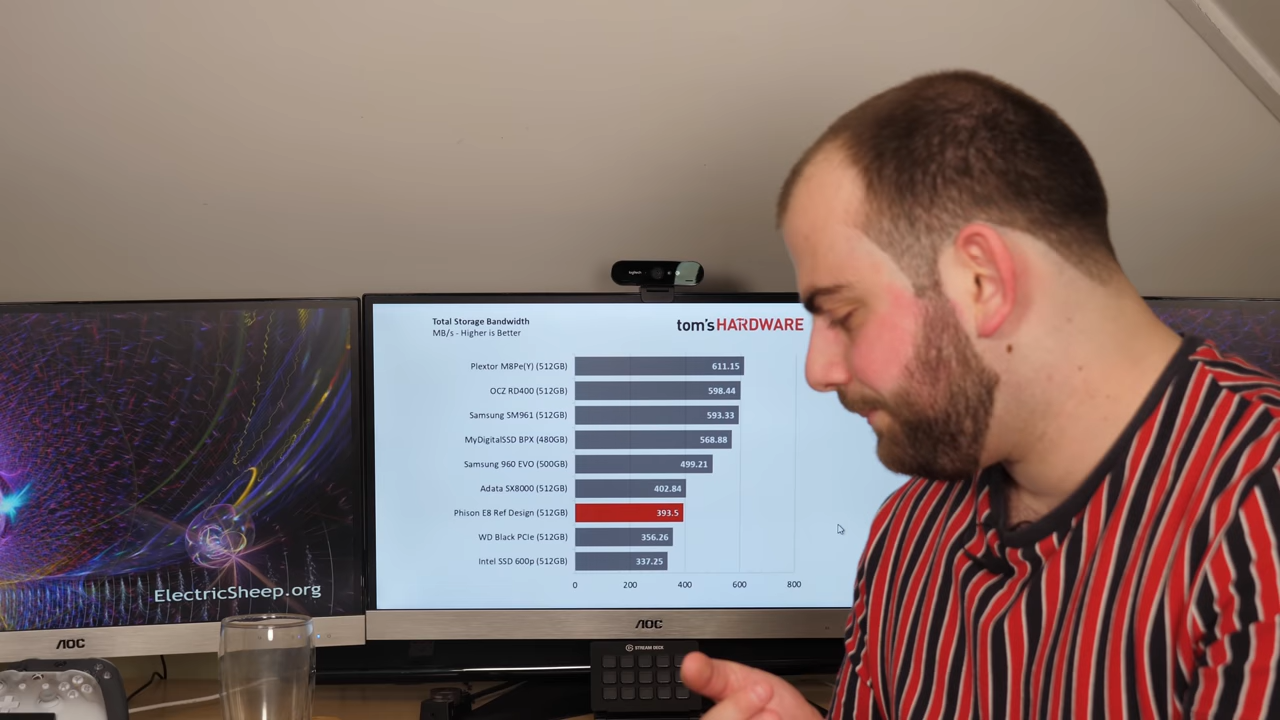 logitech
Total Storage Bandwidth
MB/s - Higher is Better
tom's HARDWARE
Plextor M8Pe(Y) (512GB) 611.15
OCZ RD400 (512GB) 598.44
Samsung SM961 (512GB) 593.33
MyDigitalSSD BPX (480GB) 568.88
Samsung 960 EVO (500GB) 499.21
Adata SX8000 (512GB) 402.84
Phison E8 Ref Design (512GB) 393.5
WD Black PCIe (512GB) 356.26
Intel SSD 600p (512GB) 337.25
0 200 400 600 800
ElectricSheep.org
AOC
AOC
STREAM DECK